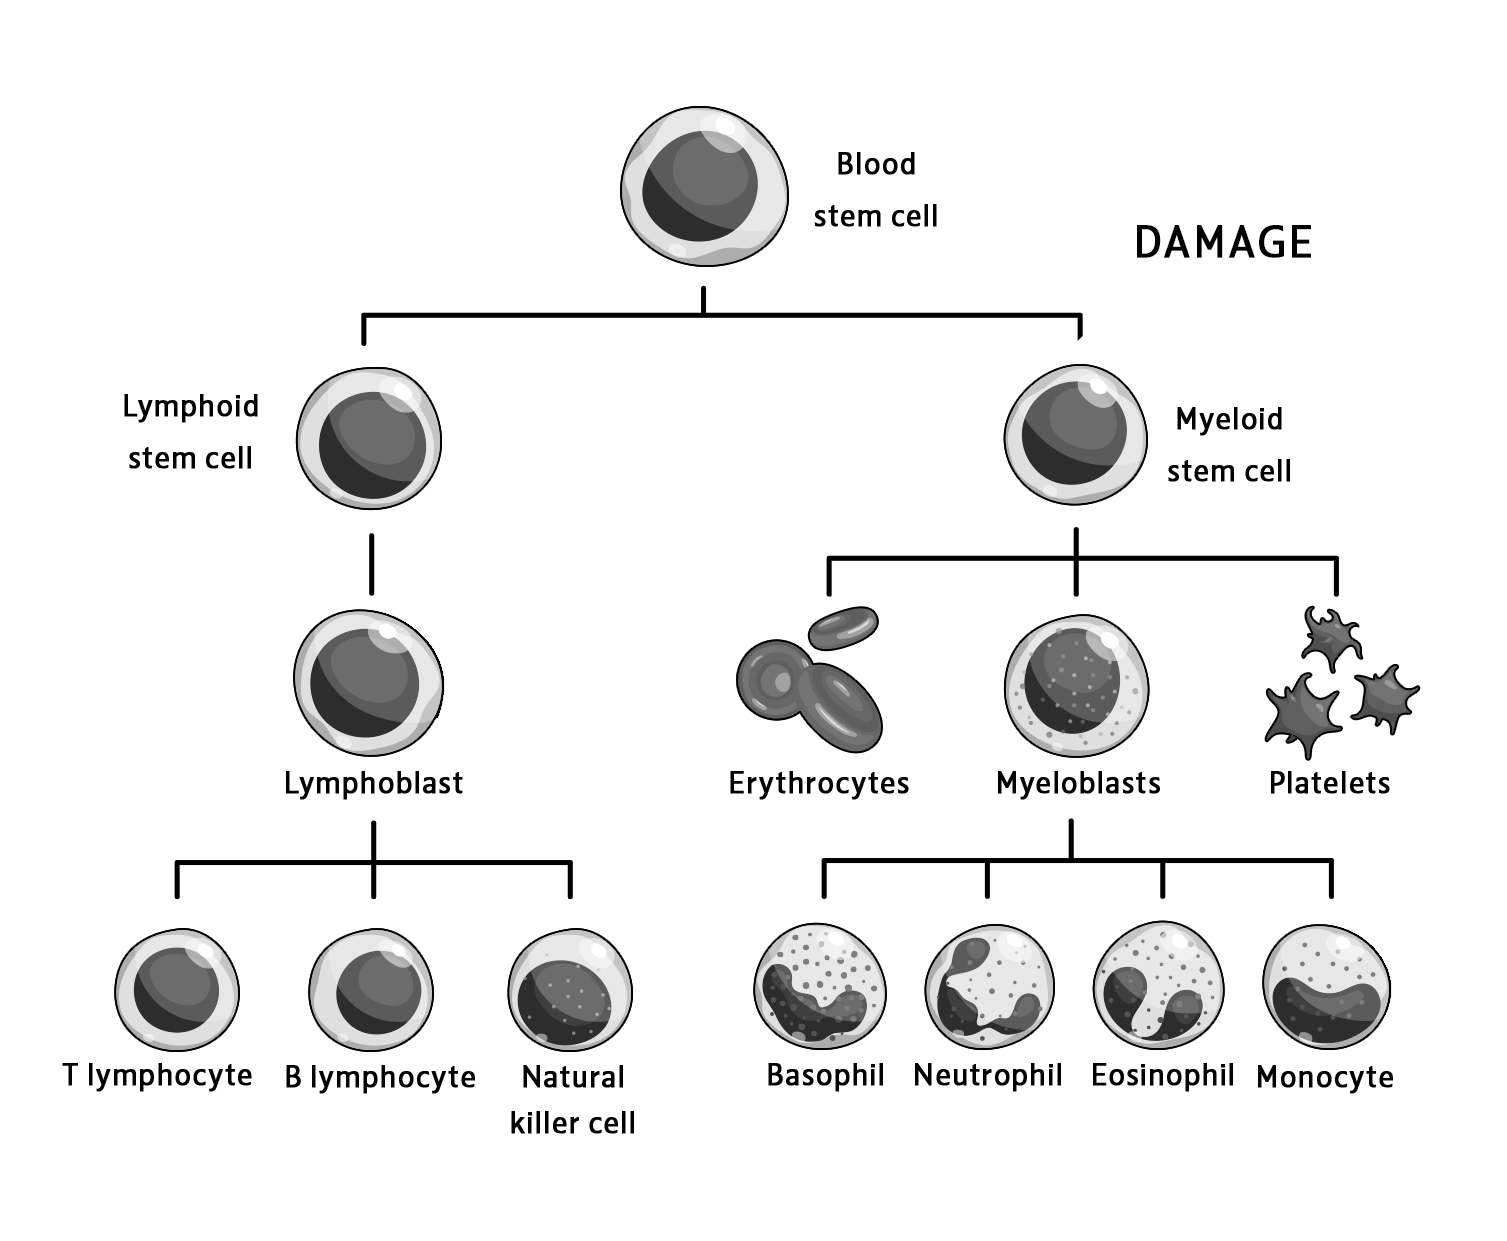 Blood
stem cell
DAMAGE
Lymphoid
stem cell
Myeloid
stem cell
Lymphoblast
Erythrocytes
Myeloblasts
Platelets
T lymphocyte
B lymphocyte
Natural
killer cell
Basophil
Neutrophil
Eosinophil
Monocyte